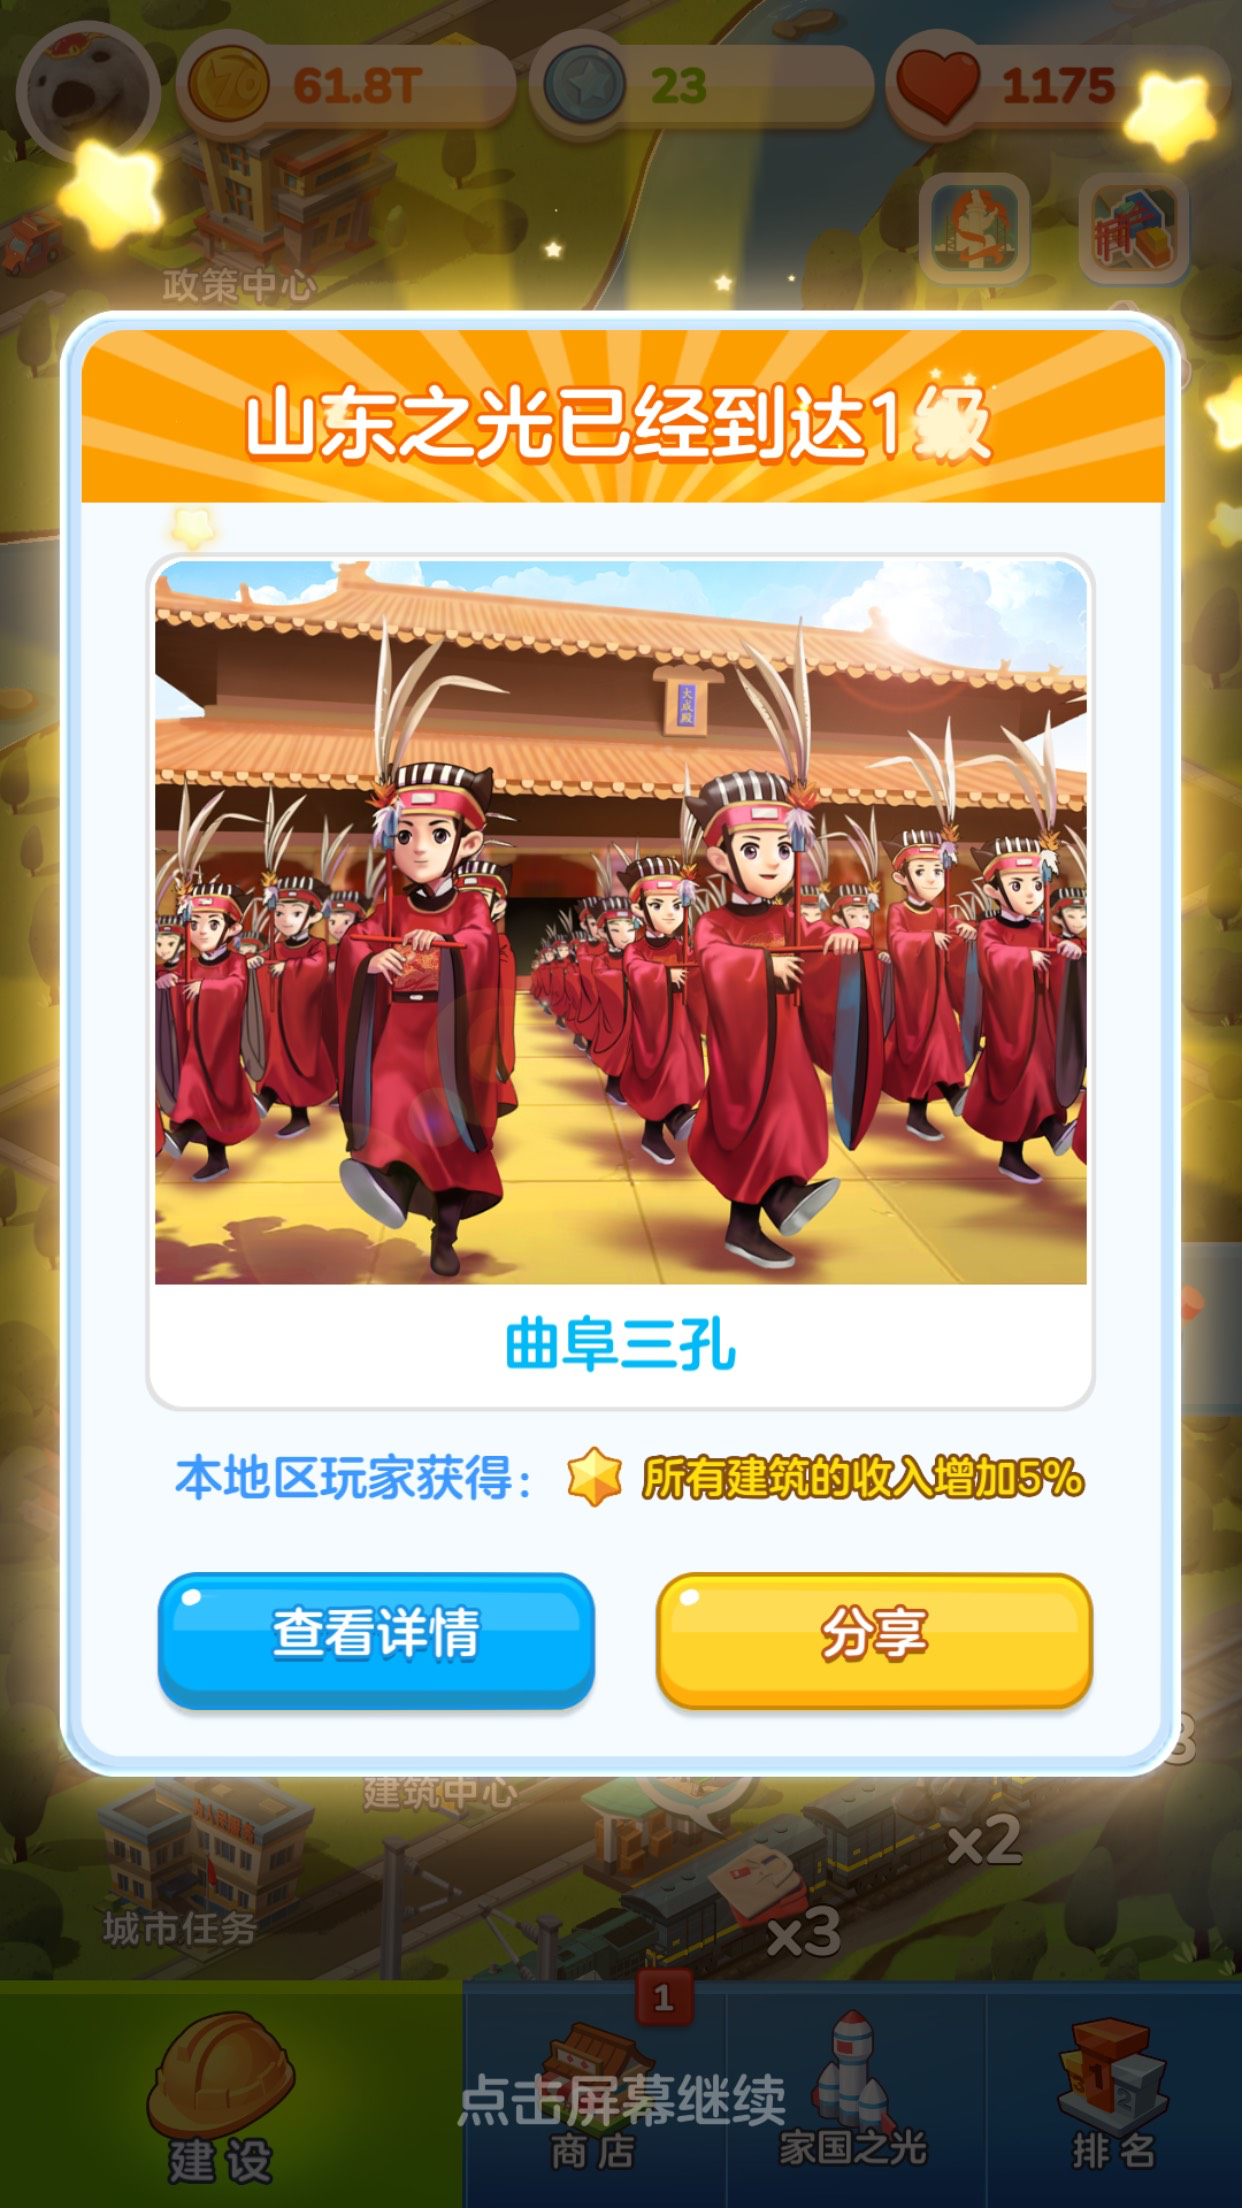 61.8T
23
1175
政策中心
山东之光已经到达1级
大成殿
曲阜三孔
本地区玩家获得：
所有建筑的收入增加5%
查看详情
分享
建筑中心
x2
城市任务
x3
1
点击屏幕继续
建设
商店
家国之光
排名